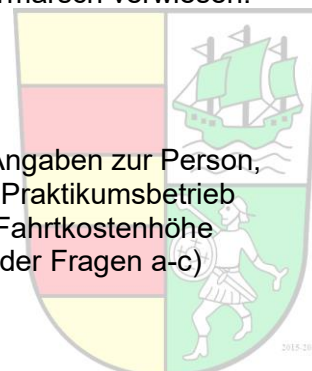 Angaben zur Person,
Praktikumsbetrieb
Fahrtkostenhöhe
der Fragen a-c)